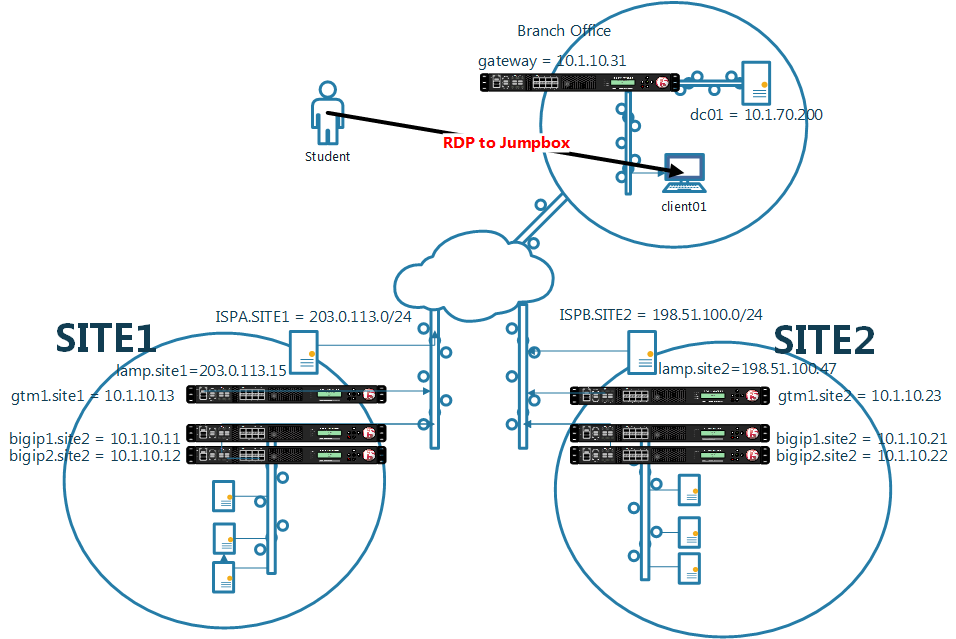 Branch Office
gateway = 10.1.10.31
dc01 = 10.1.70.200
RDP to Jumpbox
Student
client01
ISPA.SITE1 = 203.0.113.0/24
ISPB.SITE2 = 198.51.100.0/24
SITE1
SITE2
lamp.site1=203.0.113.15
lamp.site2=198.51.100.47
gtm1.site1 = 10.1.10.13
gtm1.site2 = 10.1.10.23
bigip1.site2 = 10.1.10.11
bigip2.site2 = 10.1.10.12
bigip1.site2 = 10.1.10.21
bigip2.site2 = 10.1.10.22